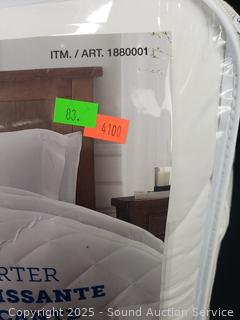 ITM. / ART. 1880001
83.
4100
RTER
ISSANTE
Copyright 2025 - Sound Auction Service